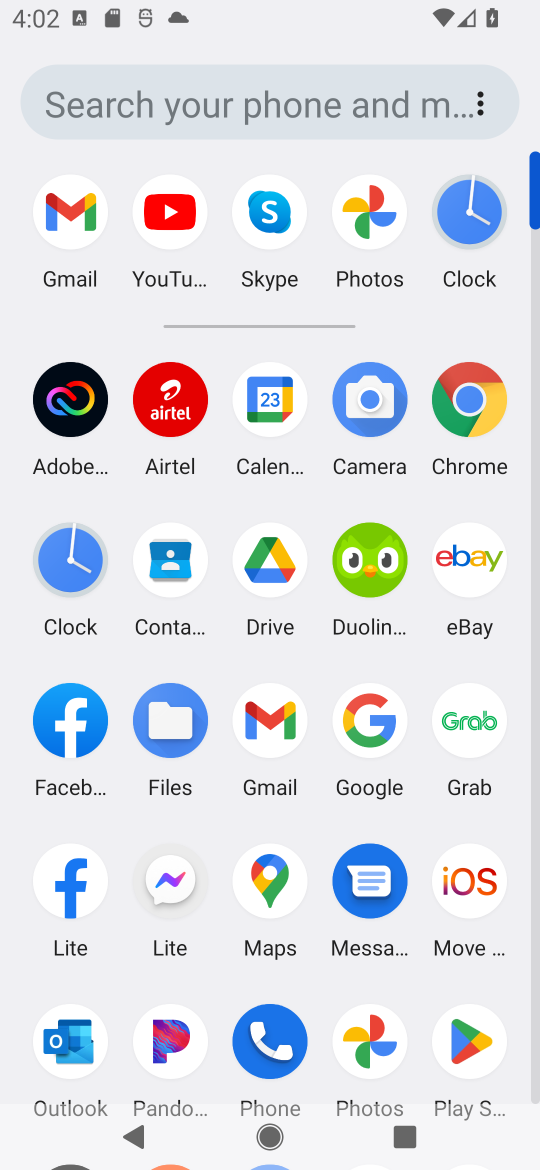 4:02
Search your phone and m...
Gmail
YouTu...
Skype
Photos
Clock
airtel
23
Adobe...
Airtel
Calen...
Camera
Chrome
ebay
Clock
Conta...
Drive
Duolin...
eBay
Grab
Faceb...
Files
Gmail
Google
Grab
iOS
Lite
Lite
Maps
Messa...
Move ...
Outlook
Pando...
Phone
Photos
Play S...